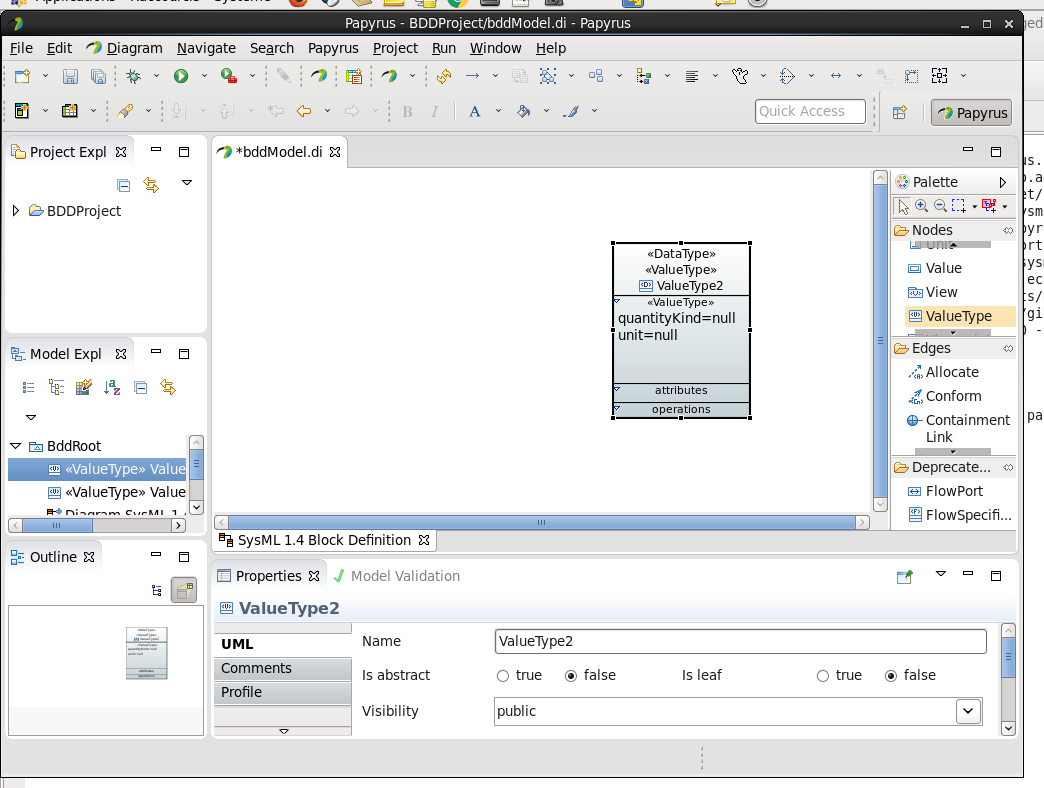 Papyrus - BDDProject/bddModel.di - Papyrus
File Edit Diagram Navigate Search Papyrus Project Run Window Help
Quick Access
Papyrus
Project Expl
BDDProject
Model Expl
BddRoot
«ValueType» Value
«ValueType» Value
Diagram SysML 1.4
Outline
*bddModel.di
«DataType»
«ValueType»
ValueType2
«ValueType»
quantityKind=null
unit=null
attributes
operations
SysML 1.4 Block Definition
Palette
Nodes
Unit
Value
View
ValueType
Edges
Allocate
Conform
Containment
Link
Deprecate...
FlowPort
FlowSpecifi...
Properties
Model Validation
ValueType2
UML
Comments
Profile
Name ValueType2
Is abstract true false Is leaf true false
Visibility public